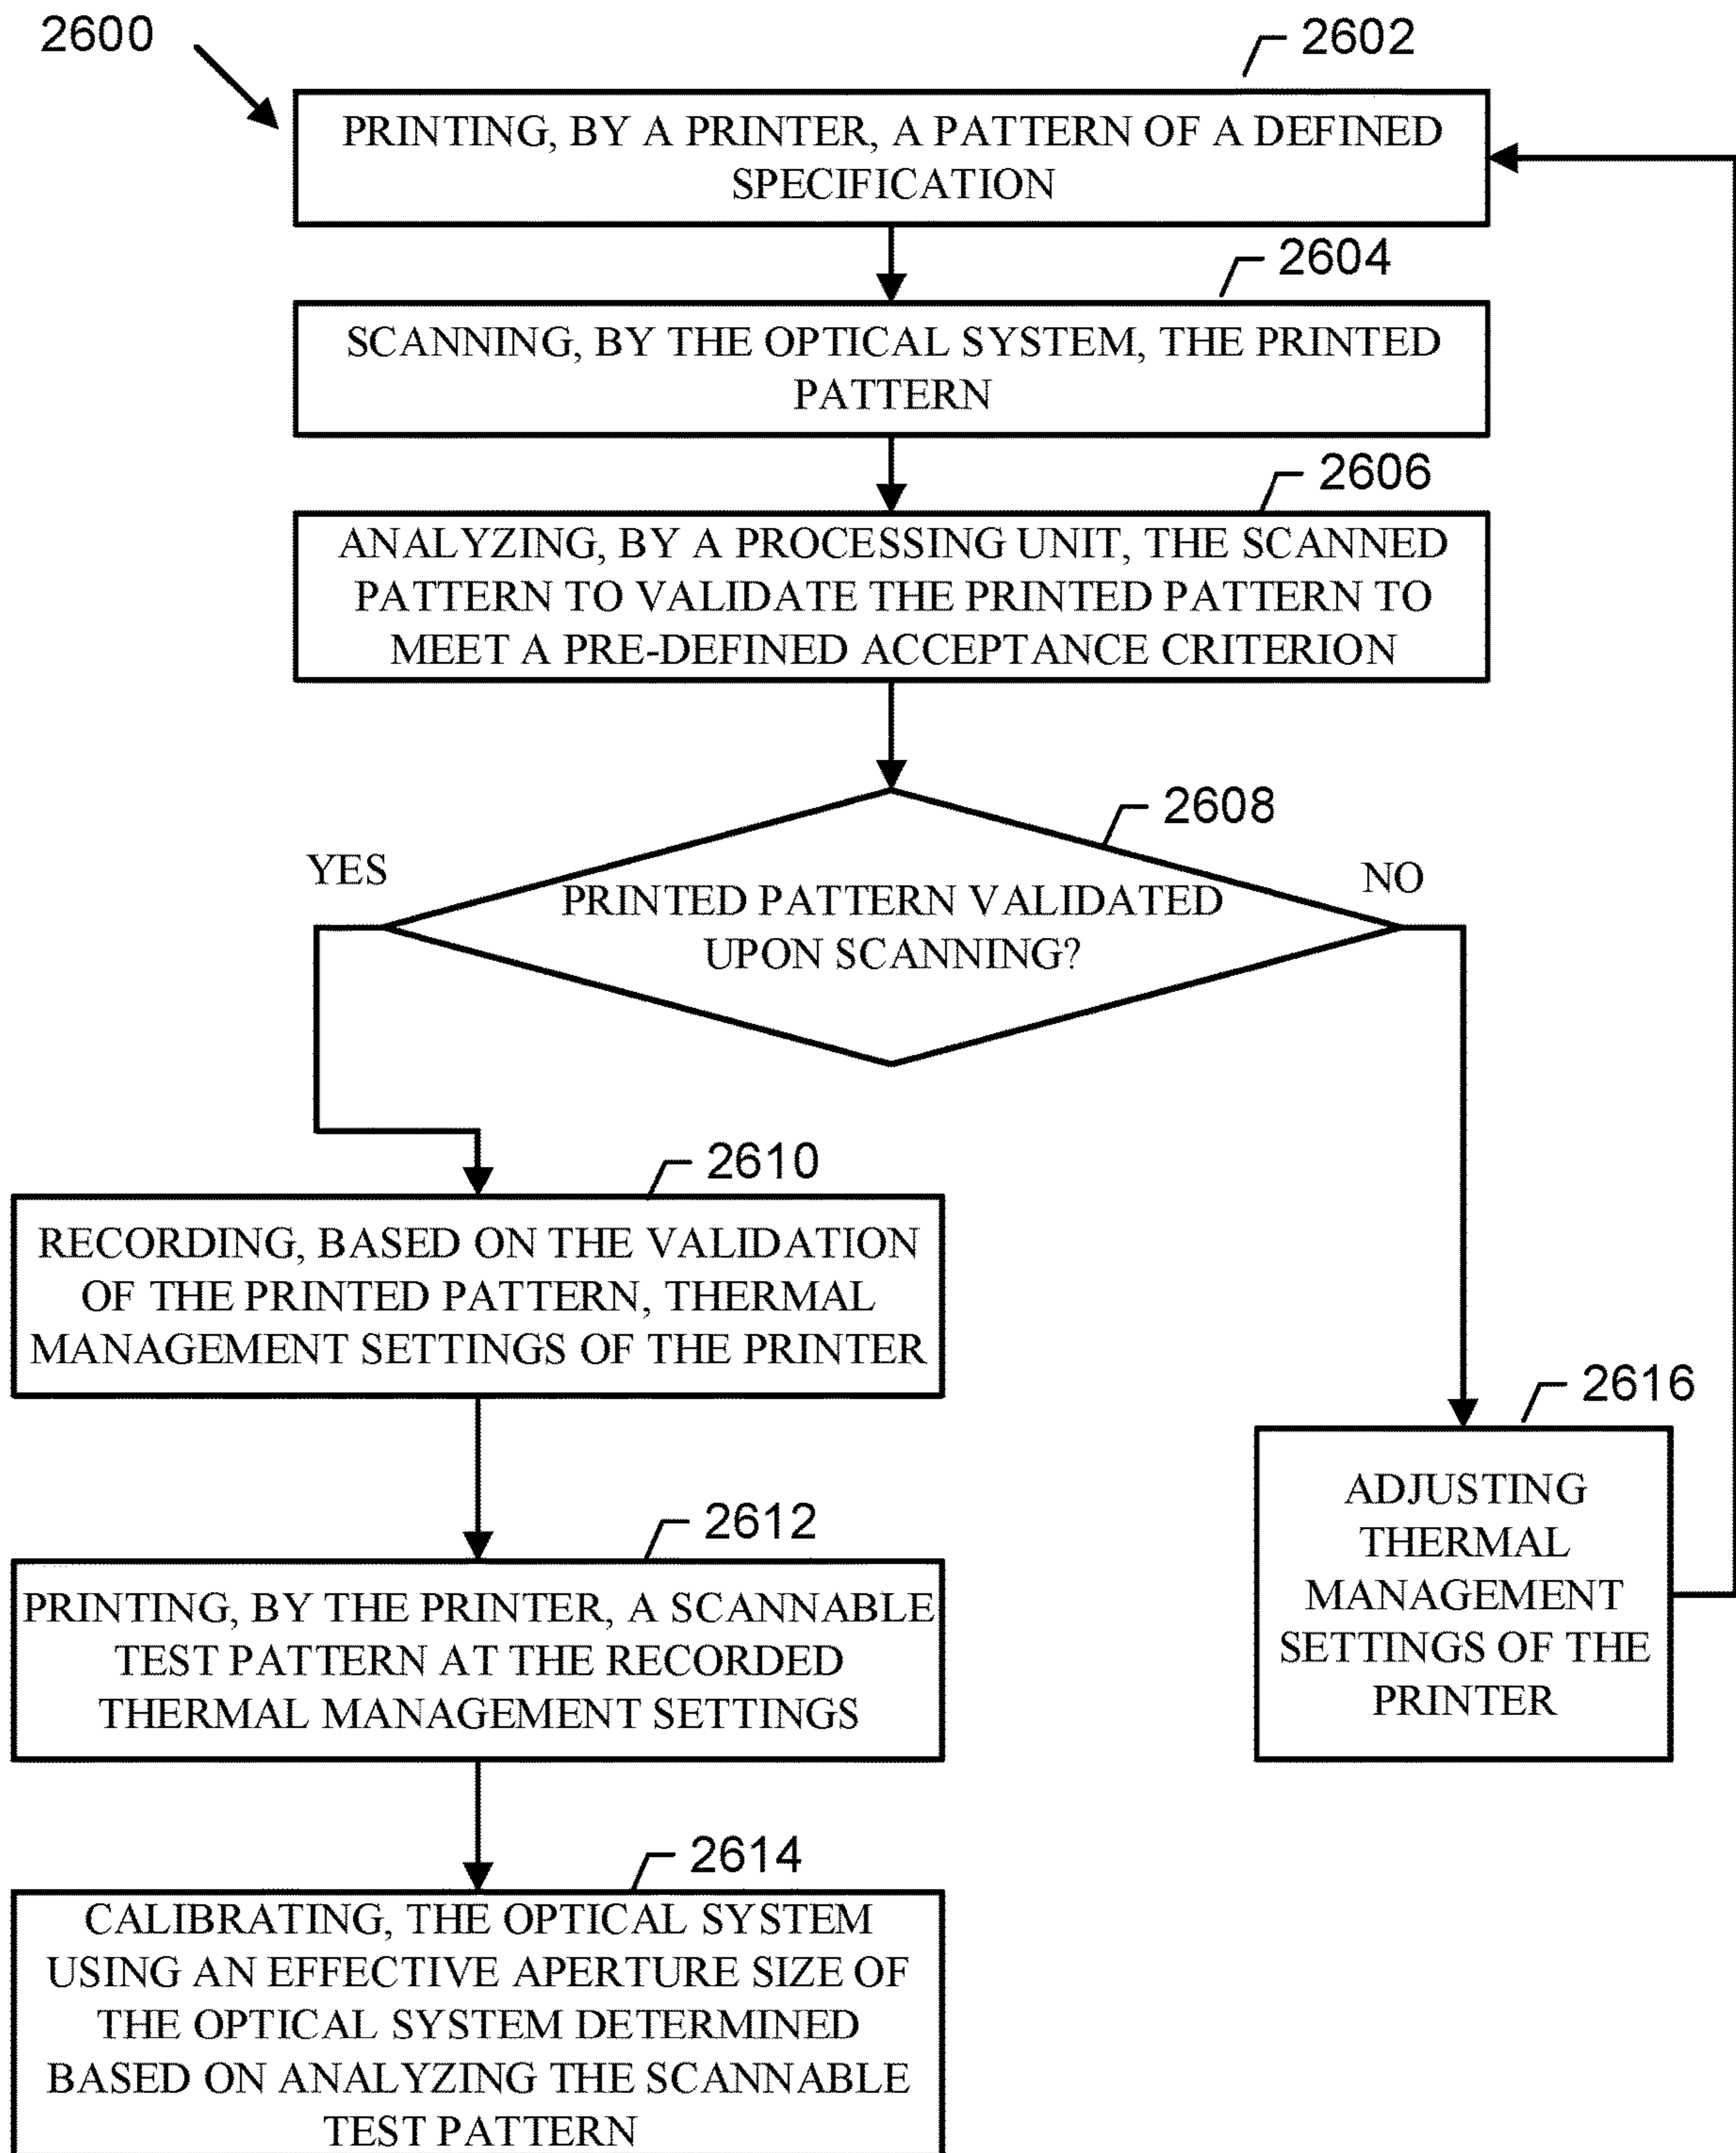 2600
2602
PRINTING, BY A PRINTER, A PATTERN OF A DEFINED
SPECIFICATION
2604
SCANNING, BY THE OPTICAL SYSTEM, THE PRINTED
PATTERN
2606
ANALYZING, BY A PROCESSING UNIT, THE SCANNED
PATTERN TO VALIDATE THE PRINTED PATTERN TO
MEET A PRE-DEFINED ACCEPTANCE CRITERION
2608
YES
NO
PRINTED PATTERN VALIDATED
UPON SCANNING?
2610
RECORDING, BASED ON THE VALIDATION
OF THE PRINTED PATTERN, THERMAL
MANAGEMENT SETTINGS OF THE PRINTER
2616
ADJUSTING
THERMAL
MANAGEMENT
SETTINGS OF THE
PRINTER
2612
PRINTING, BY THE PRINTER, A SCANNABLE
TEST PATTERN AT THE RECORDED
THERMAL MANAGEMENT SETTINGS
2614
CALIBRATING, THE OPTICAL SYSTEM
USING AN EFFECTIVE APERTURE SIZE OF
THE OPTICAL SYSTEM DETERMINED
BASED ON ANALYZING THE SCANNABLE
TEST PATTERN